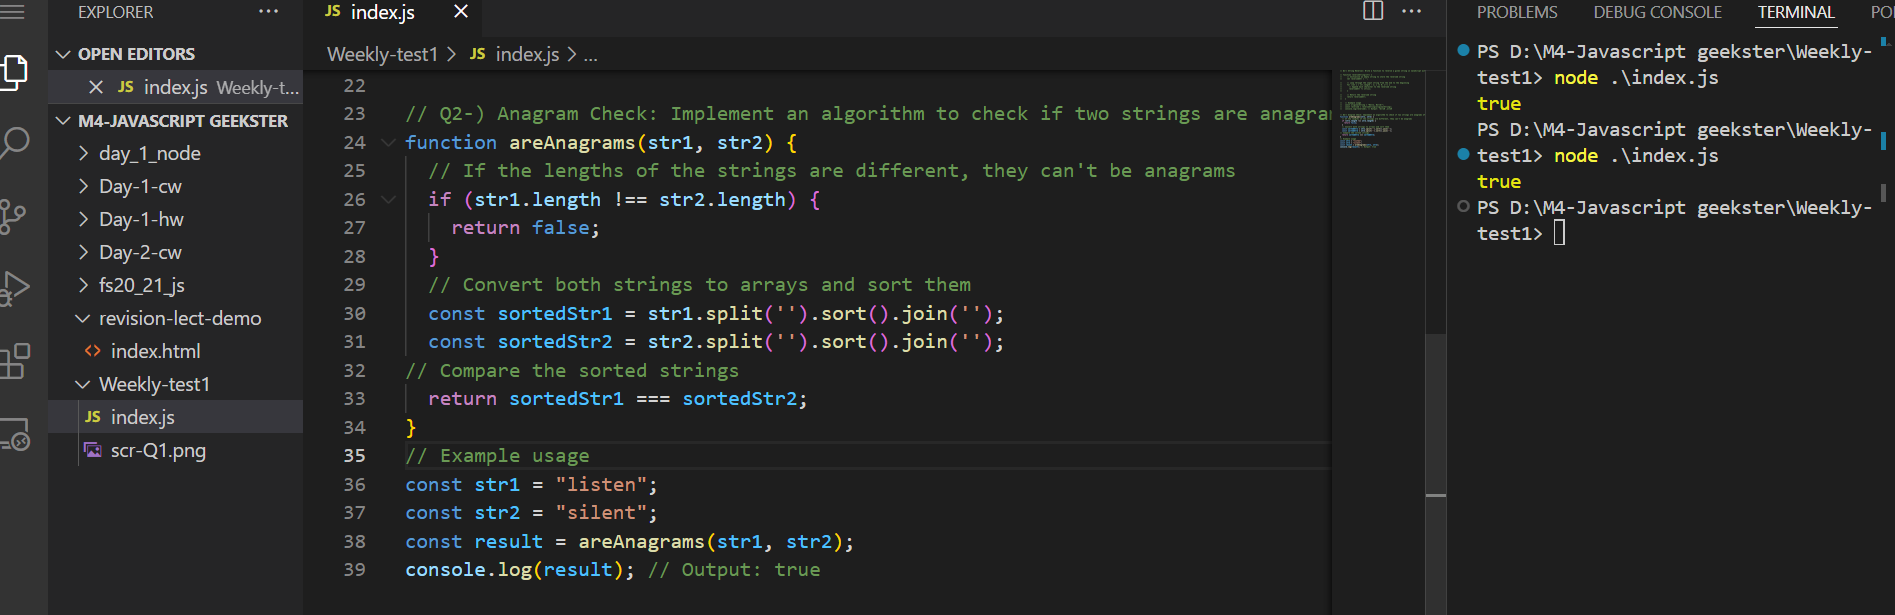 EXPLORER
···
OPEN EDITORS
JS index.js Weekly-t...
M4-JAVASCRIPT GEEKSTER
day_1_node
Day-1-cw
Day-1-hw
Day-2-cw
fs20_21_js
revision-lect-demo
<> index.html
Weekly-test1
JS index.js
scr-Q1.png
JS index.js
···
Weekly-test1 > JS index.js > ...
22
23 // Q2-) Anagram Check: Implement an algorithm to check if two strings are anagra
24 function areAnagrams(str1, str2) {
25 // If the lengths of the strings are different, they can't be anagrams
26 if (str1.length !== str2.length) {
27 return false;
28 }
29 // Convert both strings to arrays and sort them
30 const sortedStr1 = str1.split('').sort().join('');
31 const sortedStr2 = str2.split('').sort().join('');
32 // Compare the sorted strings
33 return sortedStr1 === sortedStr2;
34 }
35 // Example usage
36 const str1 = "listen";
37 const str2 = "silent";
38 const result = areAnagrams(str1, str2);
39 console.log(result); // Output: true
PROBLEMS DEBUG CONSOLE TERMINAL PO
PS D:\M4-Javascript geekster\Weekly-
test1> node .\index.js
true
PS D:\M4-Javascript geekster\Weekly-
test1> node .\index.js
true
PS D:\M4-Javascript geekster\Weekly-
test1>